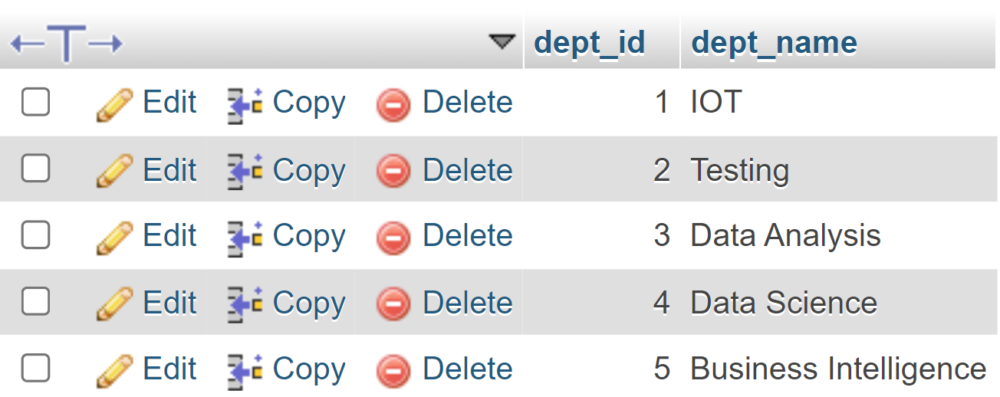 dept_id dept_name
Edit Copy Delete 1 IOT
Edit Copy Delete 2 Testing
Edit Copy Delete 3 Data Analysis
Edit Copy Delete 4 Data Science
Edit Copy Delete 5 Business Intelligence